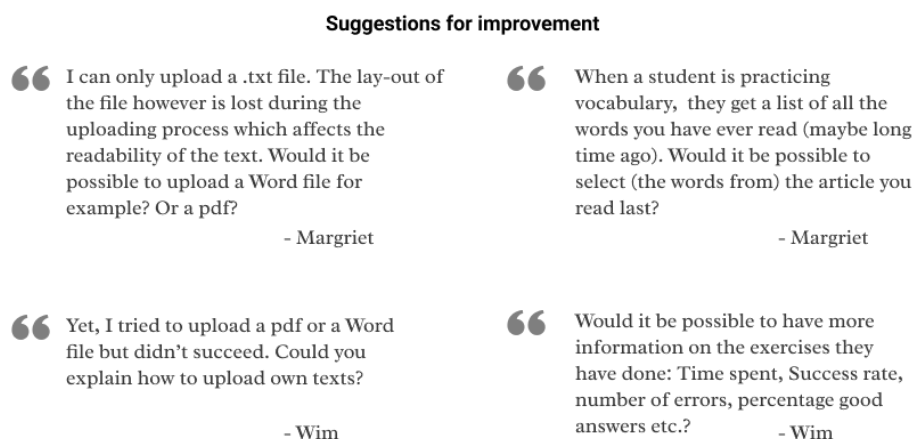 Suggestions for improvement
“ I can only upload a .txt file. The lay-out of
the file however is lost during the
uploading process which affects the
readability of the text. Would it be
possible to upload a Word file for
example? Or a pdf?
- Margriet
“ When a student is practicing
vocabulary, they get a list of all the
words you have ever read (maybe long
time ago). Would it be possible to
select (the words from) the article you
read last?
- Margriet
“ Yet, I tried to upload a pdf or a Word
file but didn’t succeed. Could you
explain how to upload own texts?
- Wim
“ Would it be possible to have more
information on the exercises they
have done: Time spent, Success rate,
number of errors, percentage good
answers etc.?
- Wim